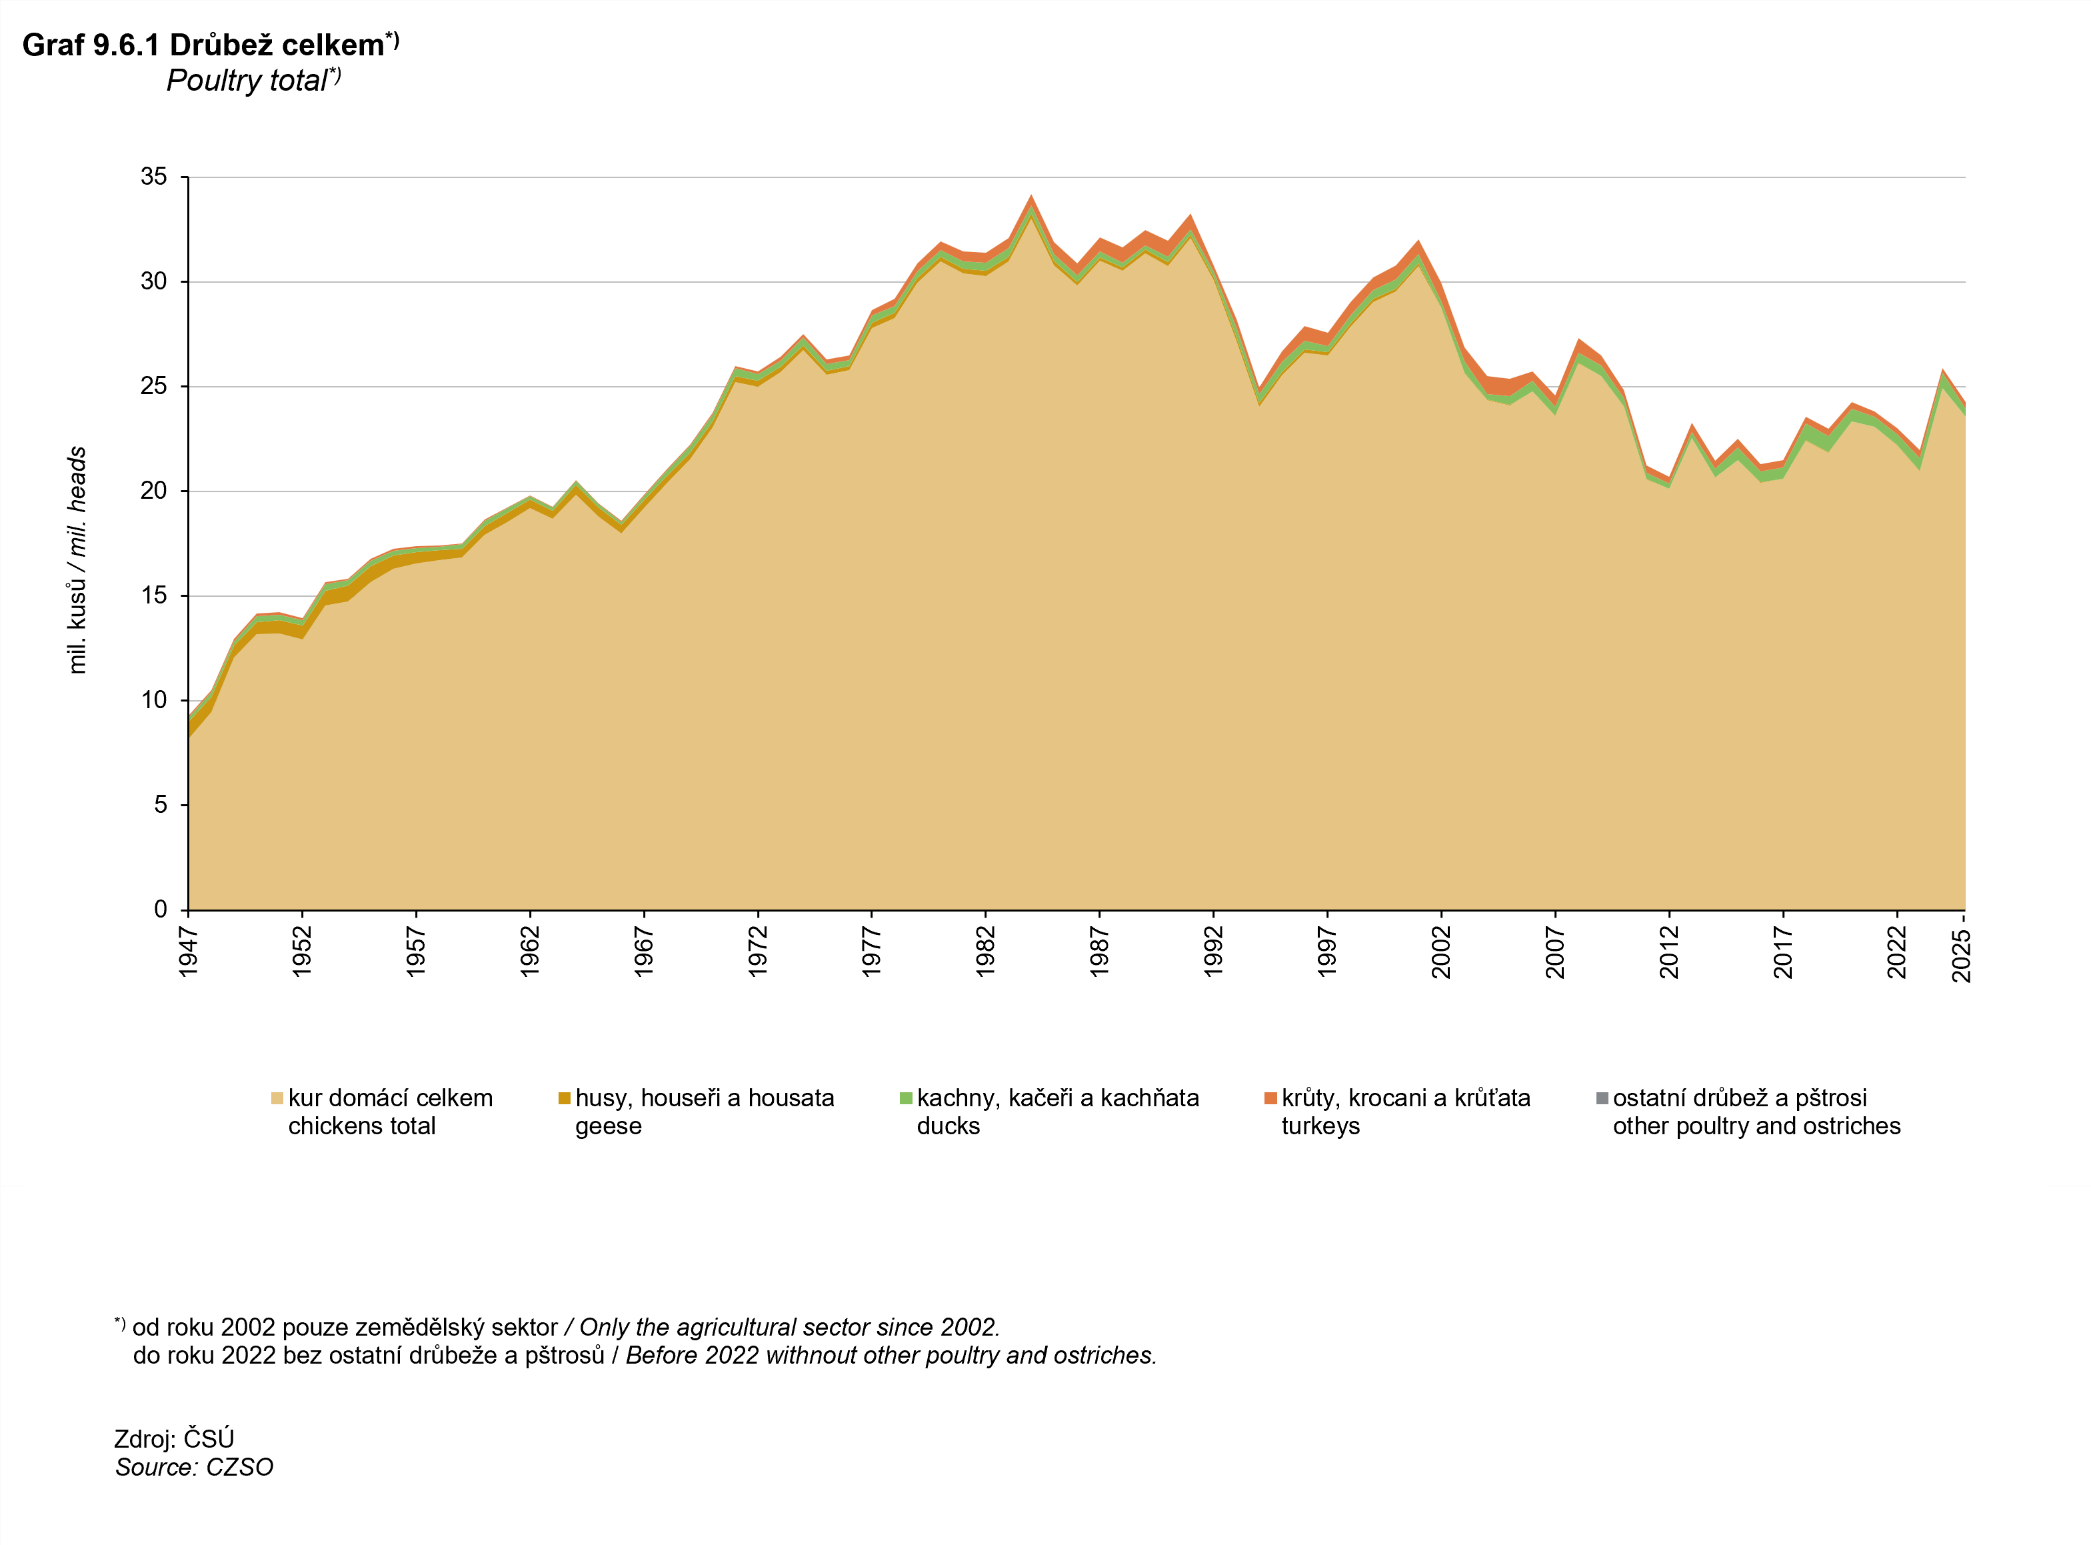 Graf 9.6.1 Drůbež celkem*)
Poultry total*)
35
30
25
20
15
10
5
0
mil. kusů / mil. heads
1947
1952
1957
1962
1967
1972
1977
1982
1987
1992
1997
2002
2007
2012
2017
2022
2025
kur domácí celkem
chickens total
husy, houseři a housata
geese
kachny, kačeři a kachňata
ducks
krůty, krocani a krůťata
turkeys
ostatní drůbež a pštrosi
other poultry and ostriches
*) od roku 2002 pouze zemědělský sektor / Only the agricultural sector since 2002.
do roku 2022 bez ostatní drůbeže a pštrosů / Before 2022 withnout other poultry and ostriches.
Zdroj: ČSÚ
Source: CZSO